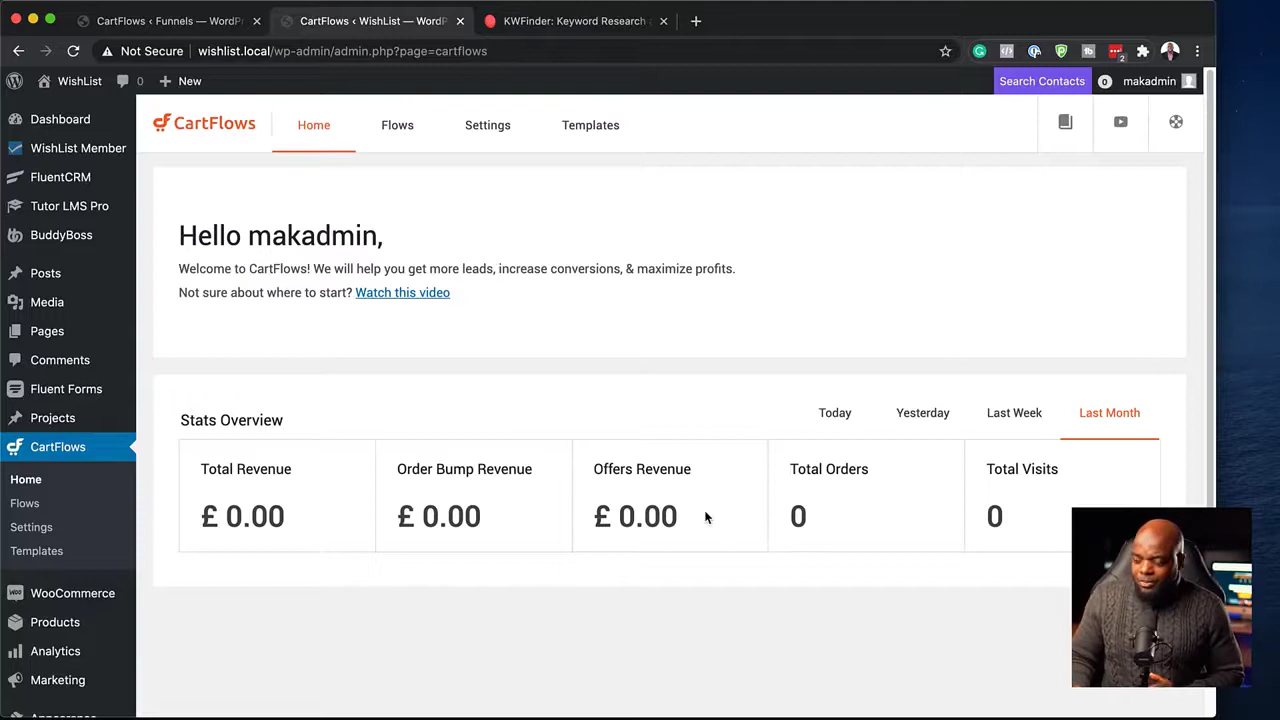 CartFlows ‹ Funnels — WordPr
CartFlows ‹ WishList — WordP
KWFinder: Keyword Research
Not Secure
wishlist.local/wp-admin/admin.php?page=cartflows
2
WishList
0
New
Search Contacts
0
makadmin
Dashboard
WishList Member
FluentCRM
Tutor LMS Pro
BuddyBoss
Posts
Media
Pages
Comments
Fluent Forms
Projects
CartFlows
Home
Flows
Settings
Templates
WooCommerce
Products
Analytics
Marketing
CartFlows
Home
Flows
Settings
Templates
Hello makadmin,
Welcome to CartFlows! We will help you get more leads, increase conversions, & maximize profits.
Not sure about where to start? Watch this video
Stats Overview
Today
Yesterday
Last Week
Last Month
Total Revenue
Order Bump Revenue
Offers Revenue
Total Orders
Total Visits
£ 0.00
£ 0.00
£ 0.00
0
0